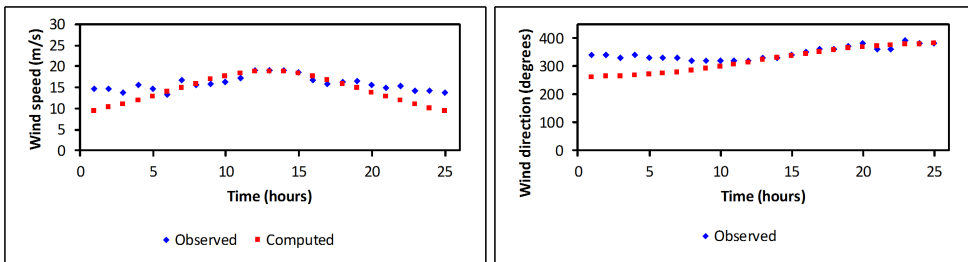 Wind speed (m/s)
30
25
20
15
10
5
0
0 5 10 15 20 25
Time (hours)
Observed Computed
Wind direction (degrees)
400
300
200
100
0
0 5 10 15 20 25
Time (hours)
Observed